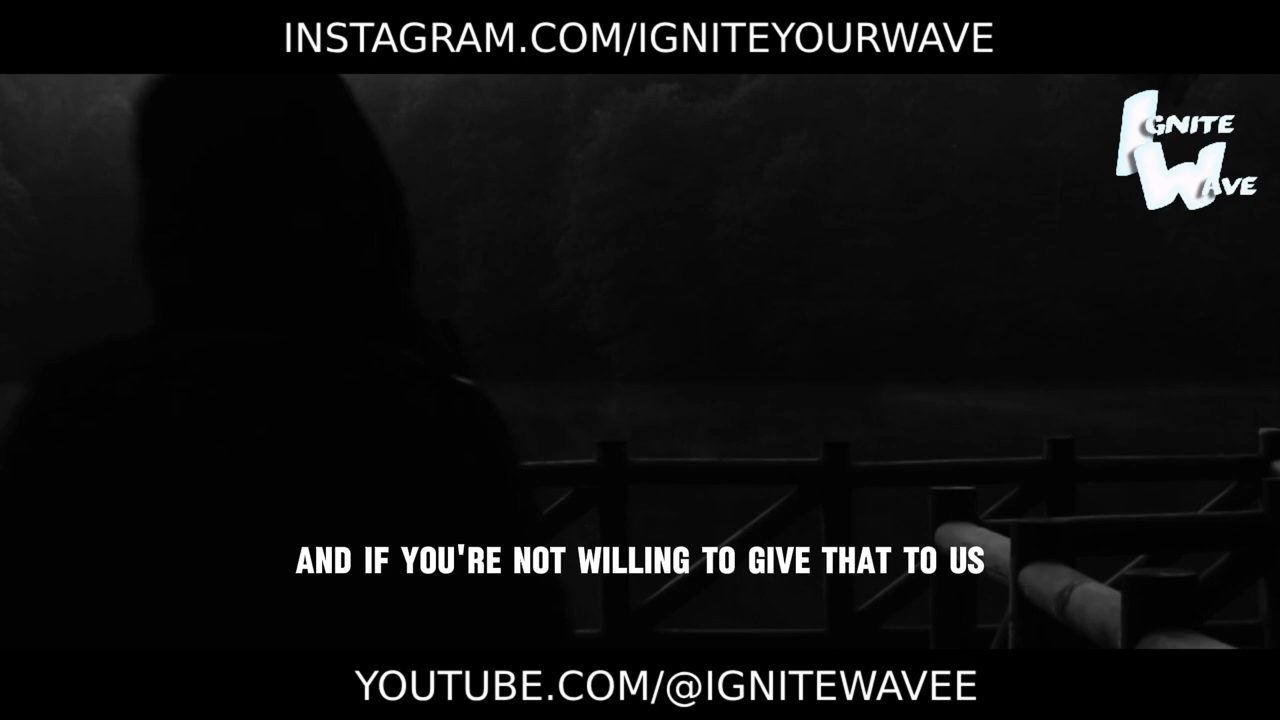 INSTAGRAM.COM/IGNITEYOURWAVE
IGNITE
WAVE
AND IF YOU'RE NOT WILLING TO GIVE THAT TO US
YOUTUBE.COM/@IGNITEWAVEE